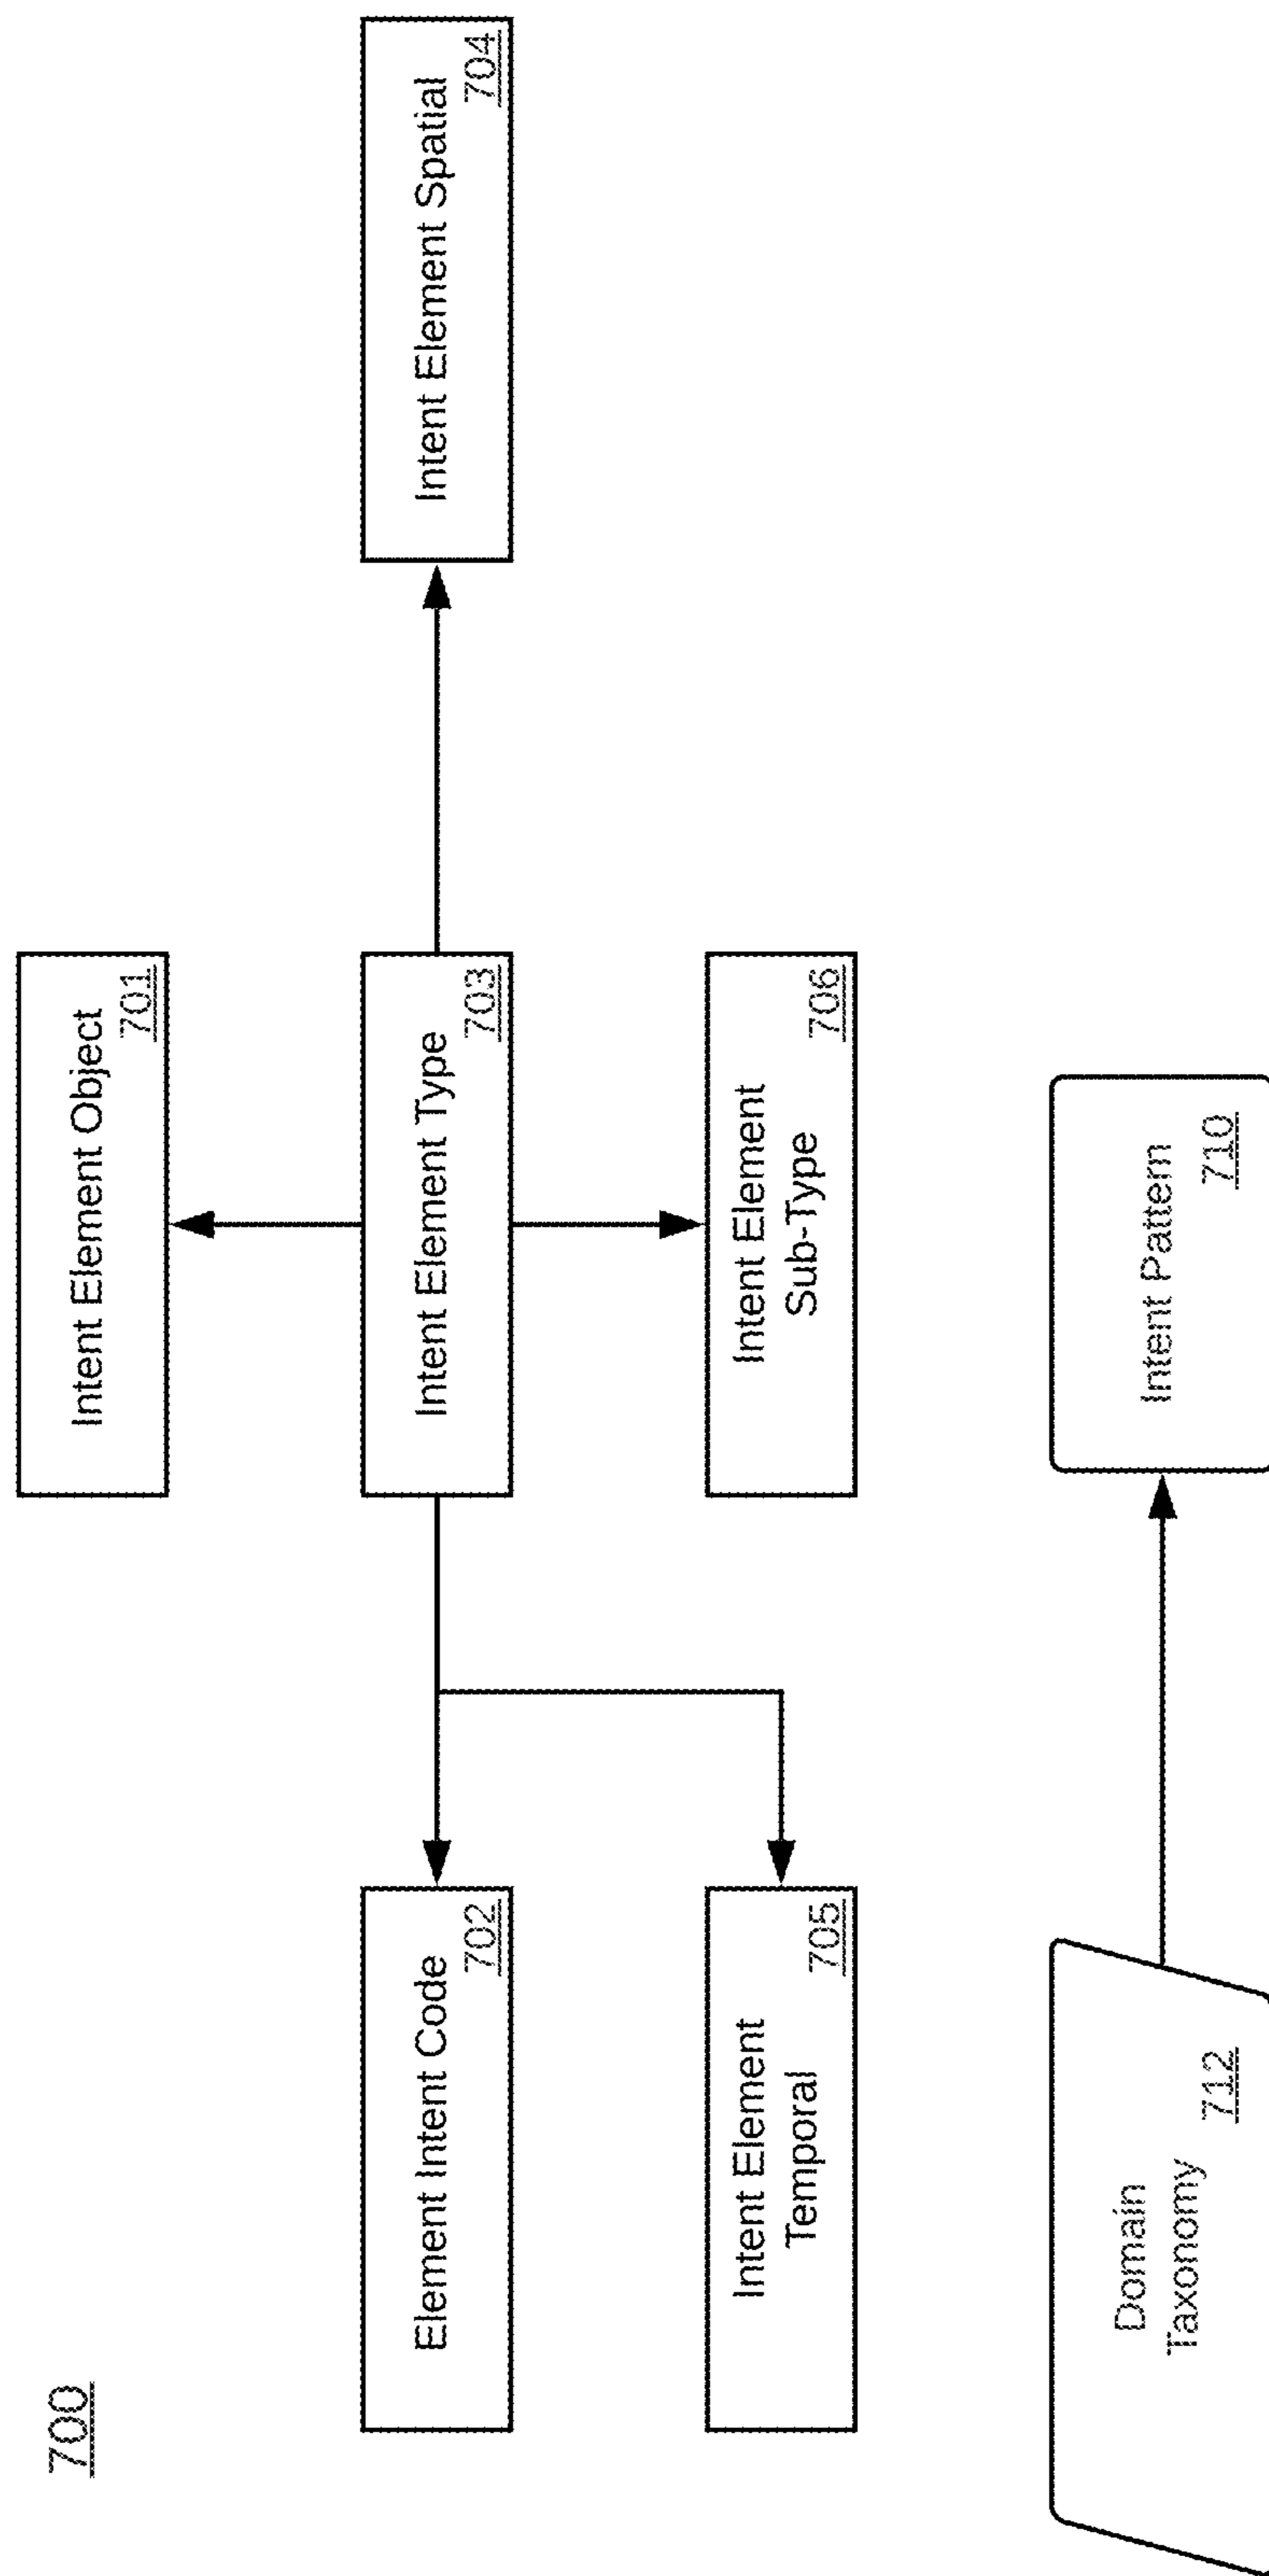 700
Intent Element Object
701
Element Intent Code
702
Intent Element Type
703
Intent Element Spatial
704
Intent Element
Temporal
705
Intent Element
Sub-Type
706
Domain
Taxonomy
712
Intent Pattern
710